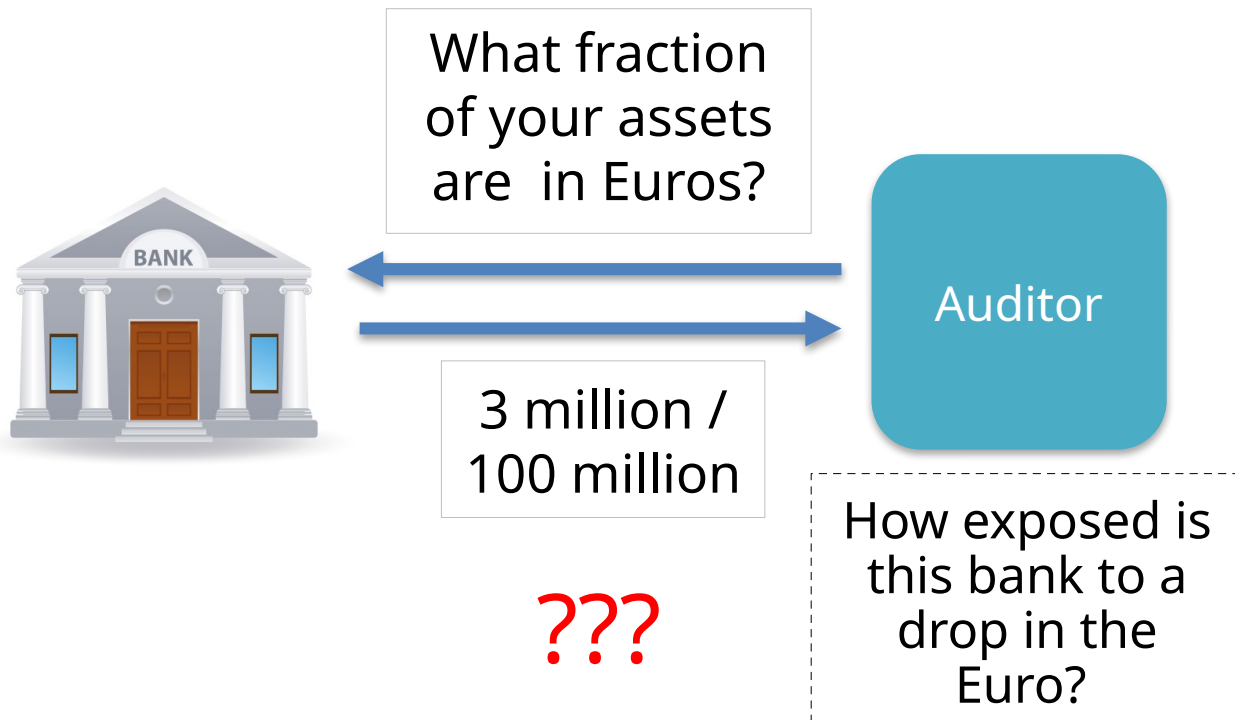 What fraction
of your assets
are in Euros?
BANK
Auditor
3 million /
100 million
How exposed is
this bank to a
drop in the
Euro?
???